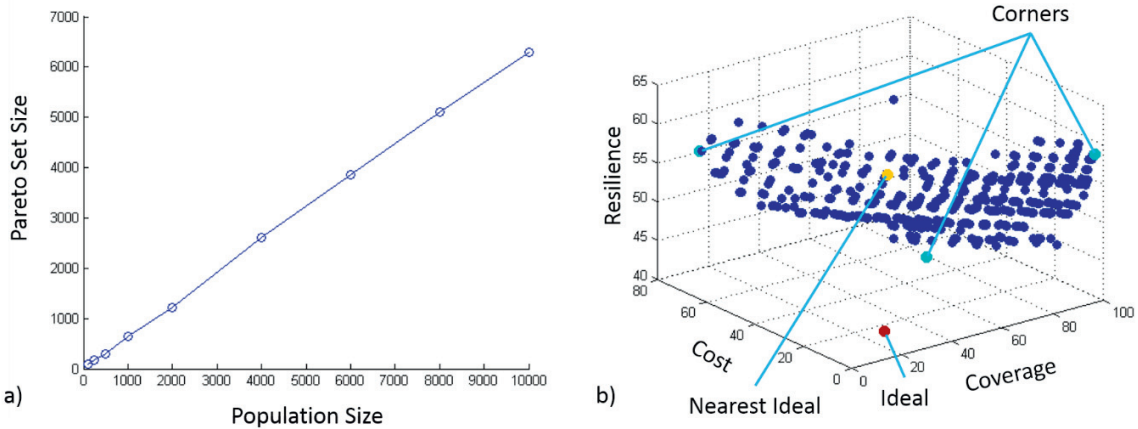 7000
6000
5000
4000
3000
2000
1000
0
Pareto Set Size
0 1000 2000 3000 4000 5000 6000 7000 8000 9000 10000
Population Size
a)
Corners
65
60
55
50
45
40
Resilience
80
60
40
20
0
Cost
0
20
40
60
80
100
Coverage
Nearest Ideal
Ideal
b)